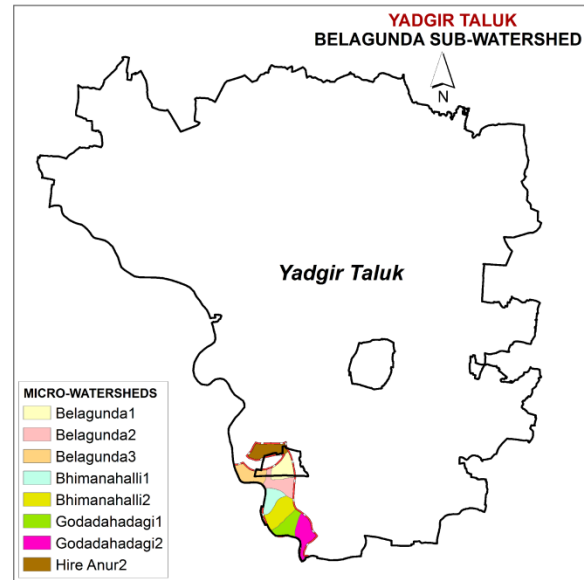 YADGIR TALUK
BELAGUNDA SUB-WATERSHED
N
Yadgir Taluk
MICRO-WATERSHEDS
Belagunda1
Belagunda2
Belagunda3
Bhimanahalli1
Bhimanahalli2
Godadahadagi1
Godadahadagi2
Hire Anur2